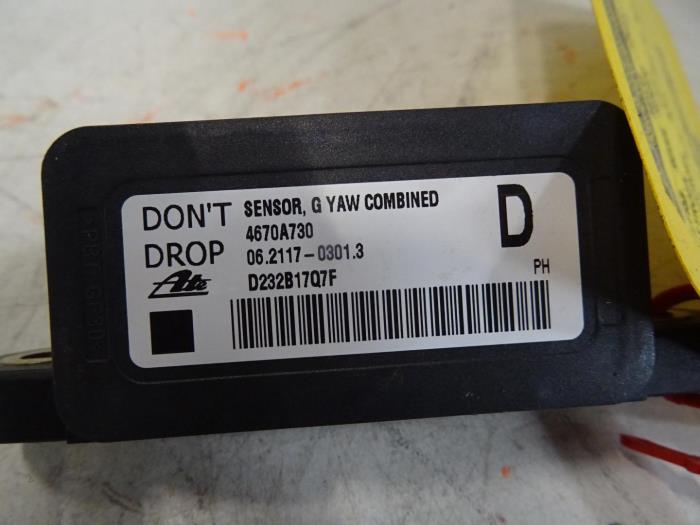 DON'T
DROP
Ate
SENSOR, G YAW COMBINED
4670A730
06.2117-0301.3
D232B17Q7F
D
PH